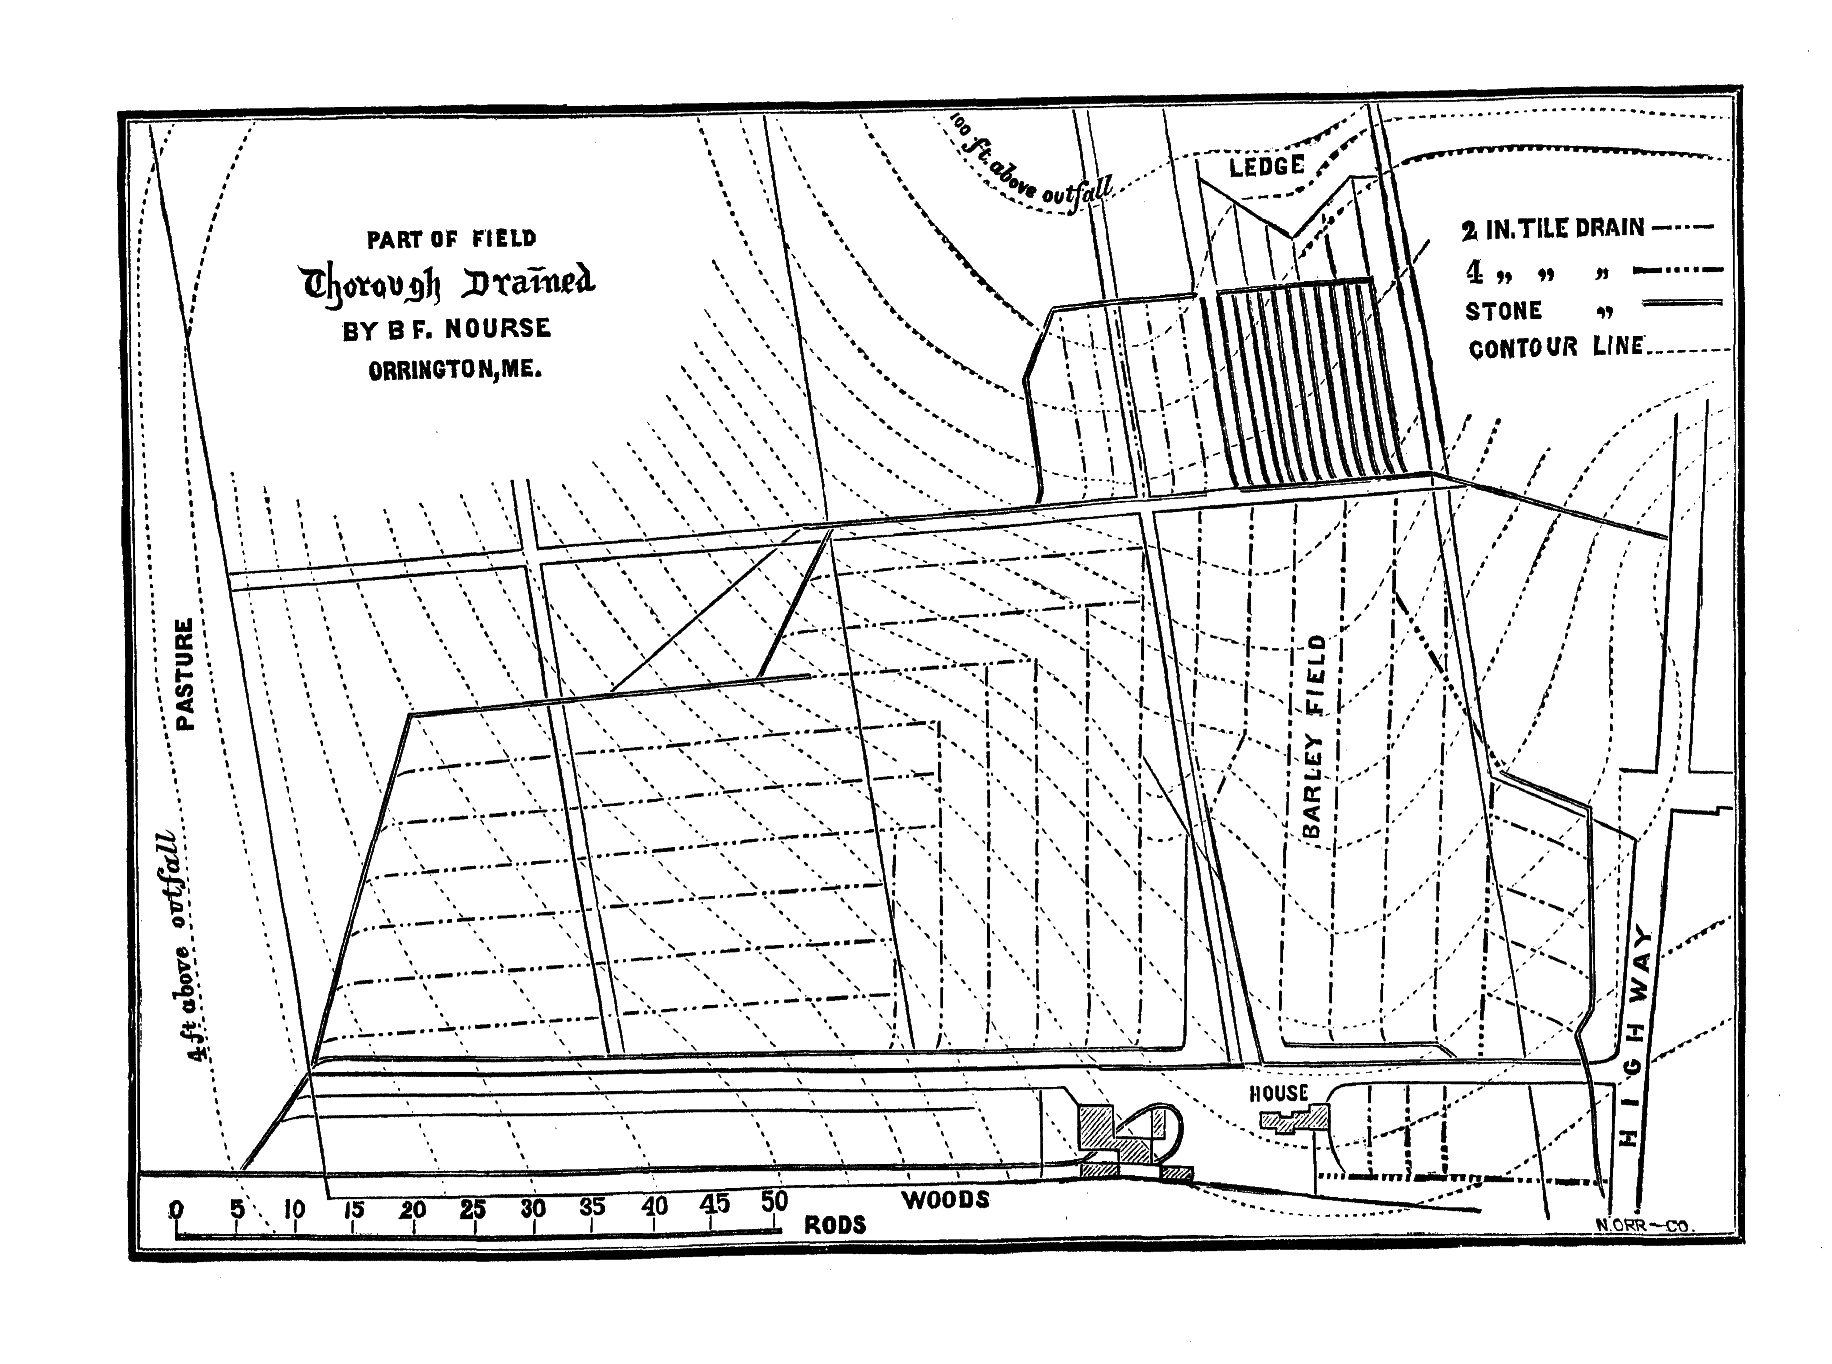 PART OF FIELD
Thorough Drained
BY B F. NOURSE
ORRINGTON, ME.
100 ft. above outfall
LEDGE
2 IN. TILE DRAIN
4 „ „ „
STONE „
CONTOUR LINE
PASTURE
BARLEY FIELD
4 ft above outfall
HIGHWAY
HOUSE
0 5 10 15 20 25 30 35 40 45 50
RODS
WOODS
N. ORR-CO.